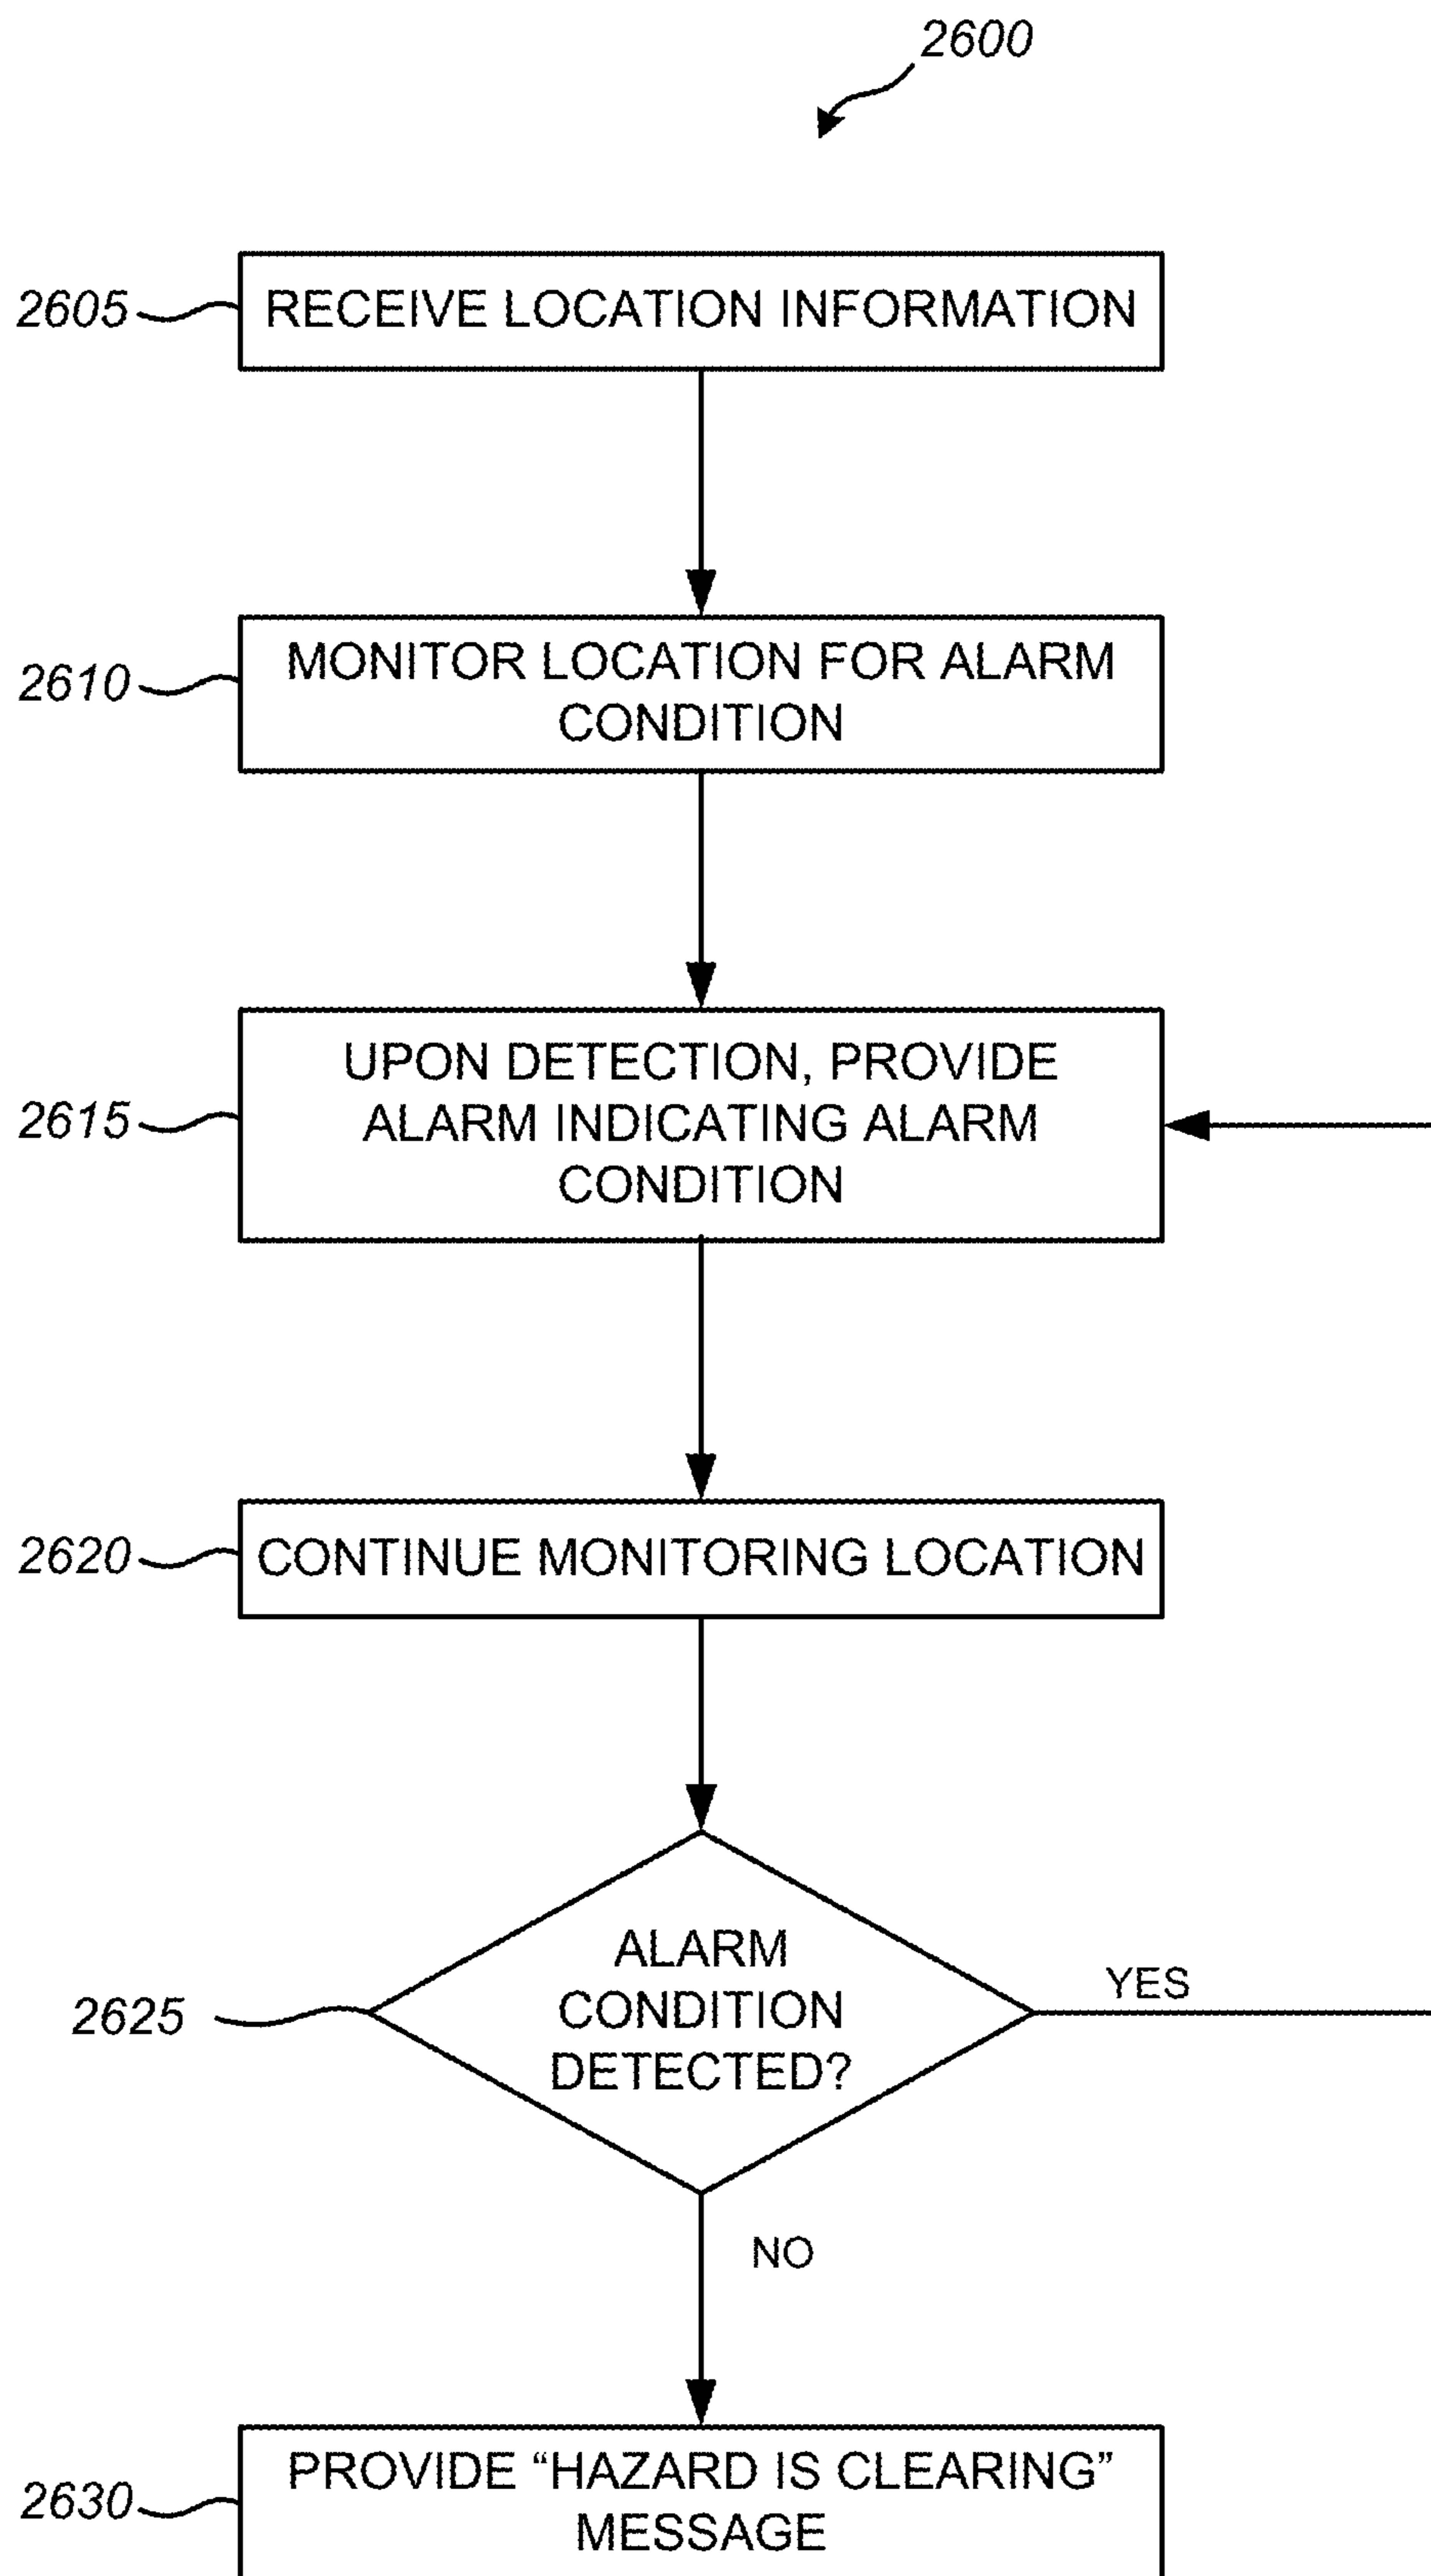 2600
2605
RECEIVE LOCATION INFORMATION
2610
MONITOR LOCATION FOR ALARM
CONDITION
2615
UPON DETECTION, PROVIDE
ALARM INDICATING ALARM
CONDITION
2620
CONTINUE MONITORING LOCATION
2625
ALARM
CONDITION
DETECTED?
YES
NO
2630
PROVIDE “HAZARD IS CLEARING”
MESSAGE